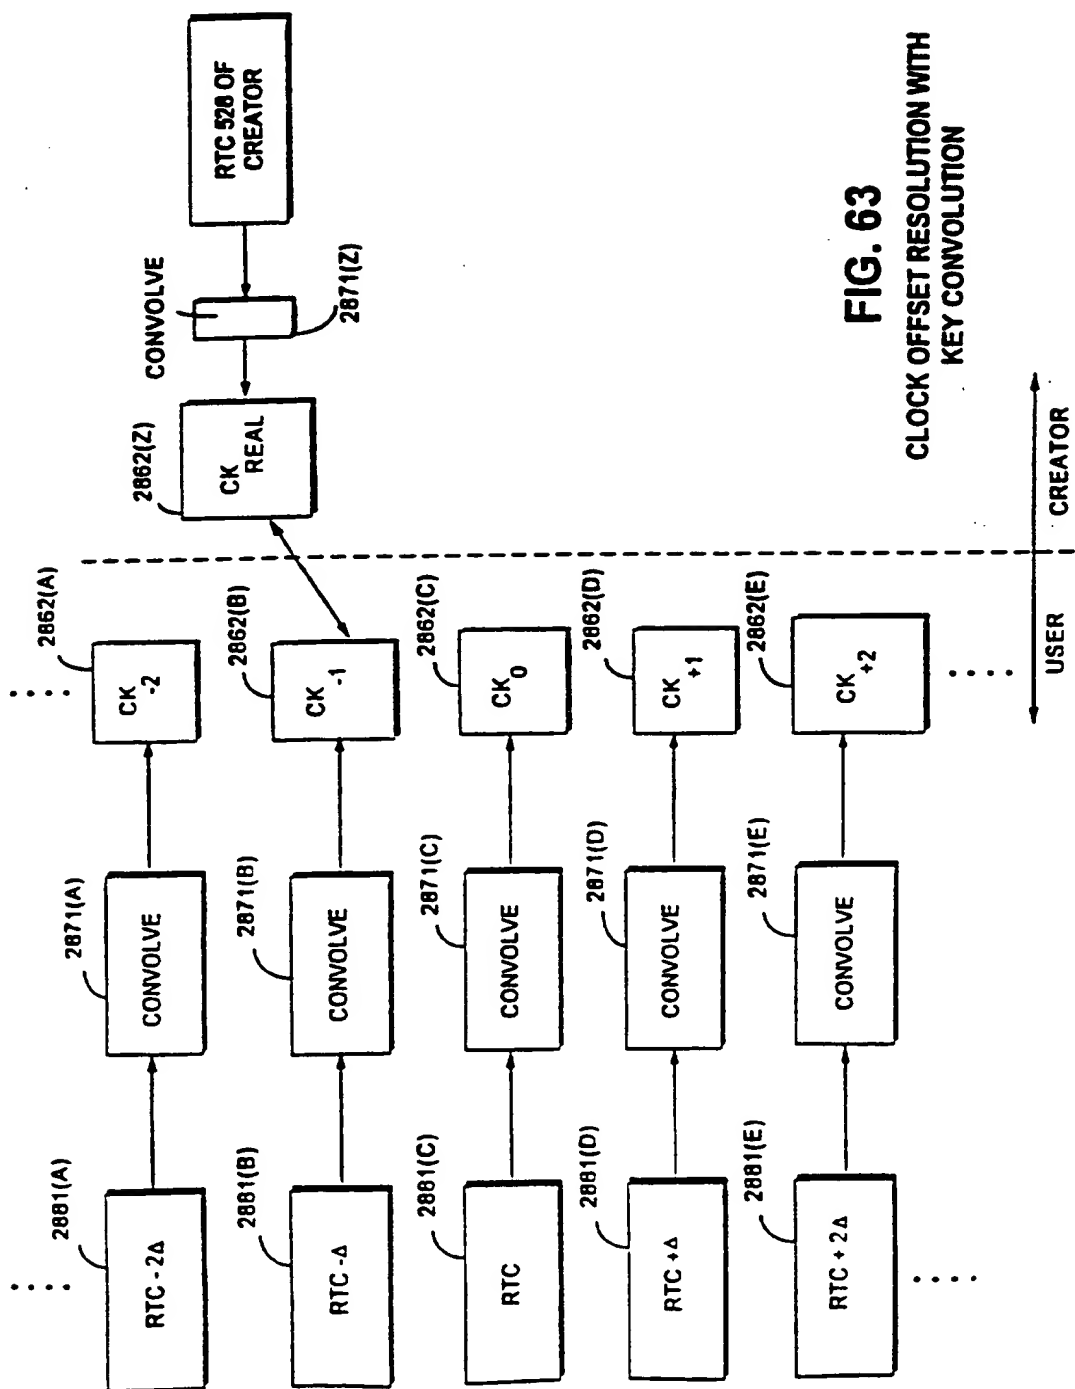 2881(A)
RTC - 2Δ
2871(A)
CONVOLVE
2862(A)
CK -2
2881(B)
RTC - Δ
2871(B)
CONVOLVE
2862(B)
CK -1
2881(C)
RTC
2871(C)
CONVOLVE
2862(C)
CK 0
2881(D)
RTC + Δ
2871(D)
CONVOLVE
2862(D)
CK +1
2881(E)
RTC + 2Δ
2871(E)
CONVOLVE
2862(E)
CK +2
2862(Z)
CK REAL
CONVOLVE
2871(Z)
RTC 528 OF
CREATOR
USER
CREATOR
FIG. 63
CLOCK OFFSET RESOLUTION WITH
KEY CONVOLUTION